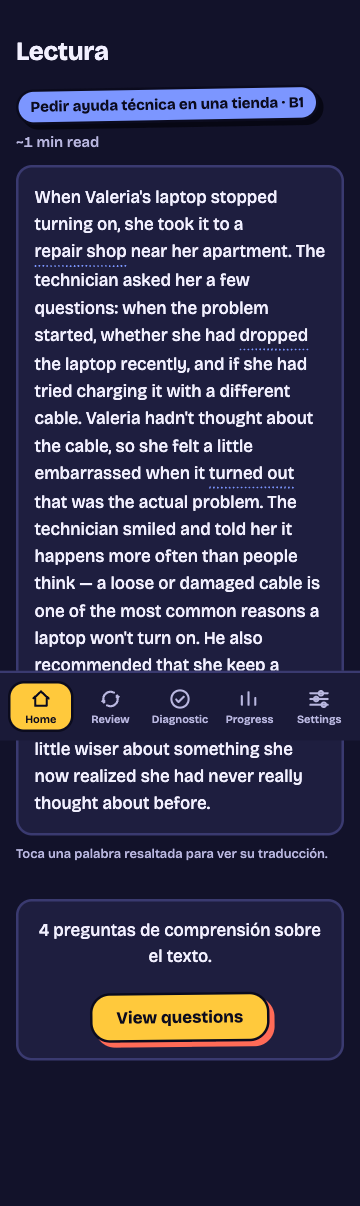 Lectura
Pedir ayuda técnica en una tienda · B1
~1 min read
When Valeria's laptop stopped
turning on, she took it to a
repair shop near her apartment. The
technician asked her a few
questions: when the problem
started, whether she had dropped
the laptop recently, and if she had
tried charging it with a different
cable. Valeria hadn't thought about
the cable, so she felt a little
embarrassed when it turned out
that was the actual problem. The
technician smiled and told her it
happens more often than people
think — a loose or damaged cable is
one of the most common reasons a
laptop won't turn on. He also
recommended that she keep a
Home
Review
Diagnostic
Progress
Settings
little wiser about something she
now realized she had never really
thought about before.
Toca una palabra resaltada para ver su traducción.
4 preguntas de comprensión sobre
el texto.
View questions